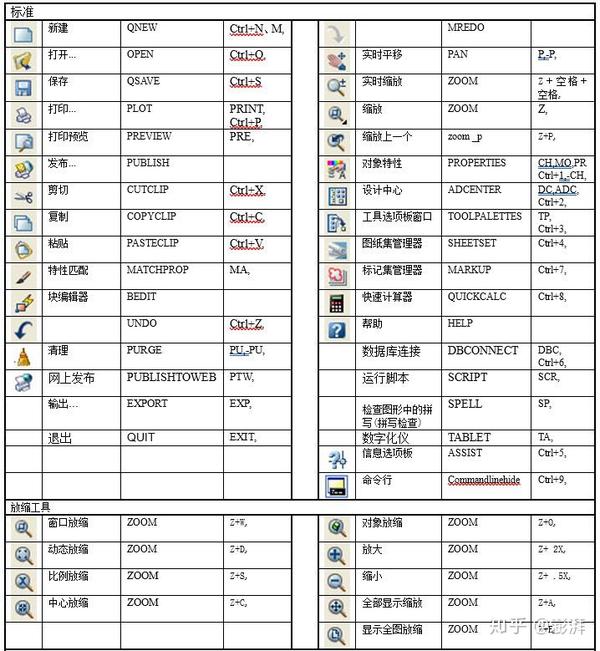 标准
新建 QNEW Ctrl+N、M, MREDO
打开... OPEN Ctrl+O, 实时平移 PAN P,-P,
保存 QSAVE Ctrl+S 实时缩放 ZOOM Z＋空格＋
空格,
打印... PLOT PRINT, 缩放 ZOOM Z,
Ctrl+P,
打印预览 PREVIEW PRE, 缩放上一个 zoom _p Z+P,
发布... PUBLISH 对象特性 PROPERTIES CH,MO,PR
Ctrl+1,-CH,
剪切 CUTCLIP Ctrl+X, 设计中心 ADCENTER DC,ADC,
Ctrl+2,
复制 COPYCLIP Ctrl+C, 工具选项板窗口 TOOLPALETTES TP,
Ctrl+3,
粘贴 PASTECLIP Ctrl+V, 图纸集管理器 SHEETSET Ctrl+4,
特性匹配 MATCHPROP MA, 标记集管理器 MARKUP Ctrl+7,
块编辑器 BEDIT 快速计算器 QUICKCALC Ctrl+8,
UNDO Ctrl+Z, 帮助 HELP
清理 PURGE PU,-PU, 数据库连接 DBCONNECT DBC,
Ctrl+6,
网上发布 PUBLISHTOWEB PTW, 运行脚本 SCRIPT SCR,
输出... EXPORT EXP, 检查图形中的拼 SPELL SP,
写(拼写检查)
退出 QUIT EXIT, 数字化仪 TABLET TA,
信息选项板 ASSIST Ctrl+5,
命令行 Commandlinehide Ctrl+9,
放缩工具
窗口放缩 ZOOM Z+W, 对象放缩 ZOOM Z+O,
动态放缩 ZOOM Z+D, 放大 ZOOM Z+ 2X,
比例放缩 ZOOM Z+S, 缩小 ZOOM Z+ .5X,
中心放缩 ZOOM Z+C, 全部显示缩放 ZOOM Z+A,
显示全图放缩 ZOOM Z+E,
知乎 @澎湃